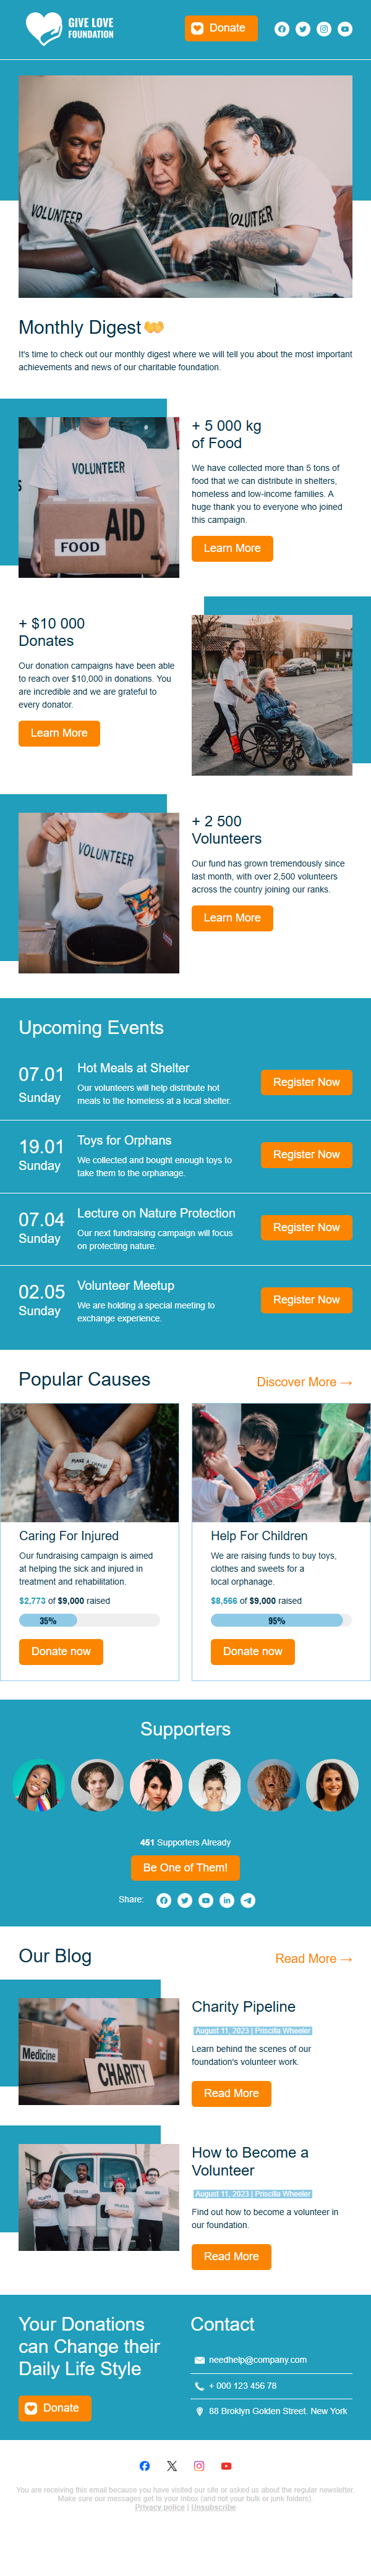 GIVE LOVE
FOUNDATION
Donate
VOLUNTEER
VOLUNTEER
Monthly Digest
It's time to check out our monthly digest where we will tell you about the most important
achievements and news of our charitable foundation.
VOLUNTEER
AID
FOOD
+ 5 000 kg
of Food
We have collected more than 5 tons of
food that we can distribute in shelters,
homeless and low-income families. A
huge thank you to everyone who joined
this campaign.
Learn More
+ $10 000
Donates
Our donation campaigns have been able
to reach over $10,000 in donations. You
are incredible and we are grateful to
every donator.
Learn More
VOLUNTEER
+ 2 500
Volunteers
Our fund has grown tremendously since
last month, with over 2,500 volunteers
across the country joining our ranks.
Learn More
Upcoming Events
07.01
Sunday
Hot Meals at Shelter
Our volunteers will help distribute hot
meals to the homeless at a local shelter.
Register Now
19.01
Sunday
Toys for Orphans
We collected and bought enough toys to
take them to the orphanage.
Register Now
07.04
Sunday
Lecture on Nature Protection
Our next fundraising campaign will focus
on protecting nature.
Register Now
02.05
Sunday
Volunteer Meetup
We are holding a special meeting to
exchange experience.
Register Now
Popular Causes
Discover More →
MAKE A CHANGE
Caring For Injured
Our fundraising campaign is aimed
at helping the sick and injured in
treatment and rehabilitation.
$2,773 of $9,000 raised
35%
Donate now
Help For Children
We are raising funds to buy toys,
clothes and sweets for a
local orphanage.
$8,566 of $9,000 raised
95%
Donate now
Supporters
451 Supporters Already
Be One of Them!
Share:
Our Blog
Read More →
Medicine
CHARITY
Charity Pipeline
August 11, 2023 | Priscilla Wheeler
Learn behind the scenes of our
foundation's volunteer work.
Read More
How to Become a
Volunteer
August 11, 2023 | Priscilla Wheeler
Find out how to become a volunteer in
our foundation.
Read More
Your Donations
can Change their
Daily Life Style
Donate
Contact
needhelp@company.com
+ 000 123 456 78
88 Broklyn Golden Street. New York
You are receiving this email because you have visited our site or asked us about the regular newsletter.
Make sure our messages get to your Inbox (and not your bulk or junk folders).
Privacy police | Unsubscribe